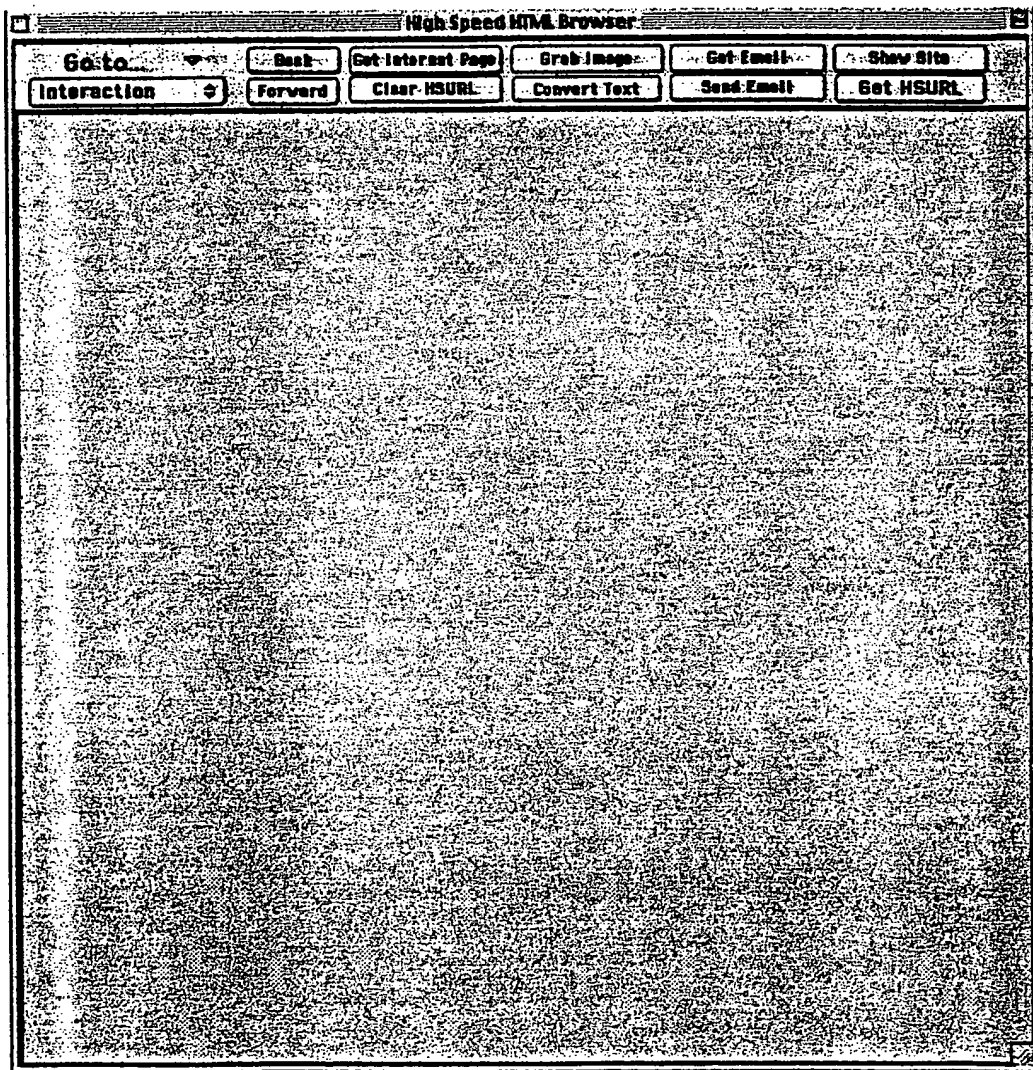 High Speed HTML Browser
Go to... Back Get Internet Page Grab Image Get Email Show Site
Interaction Forward Clear HSURL Convert Text Send Email Get HSURL